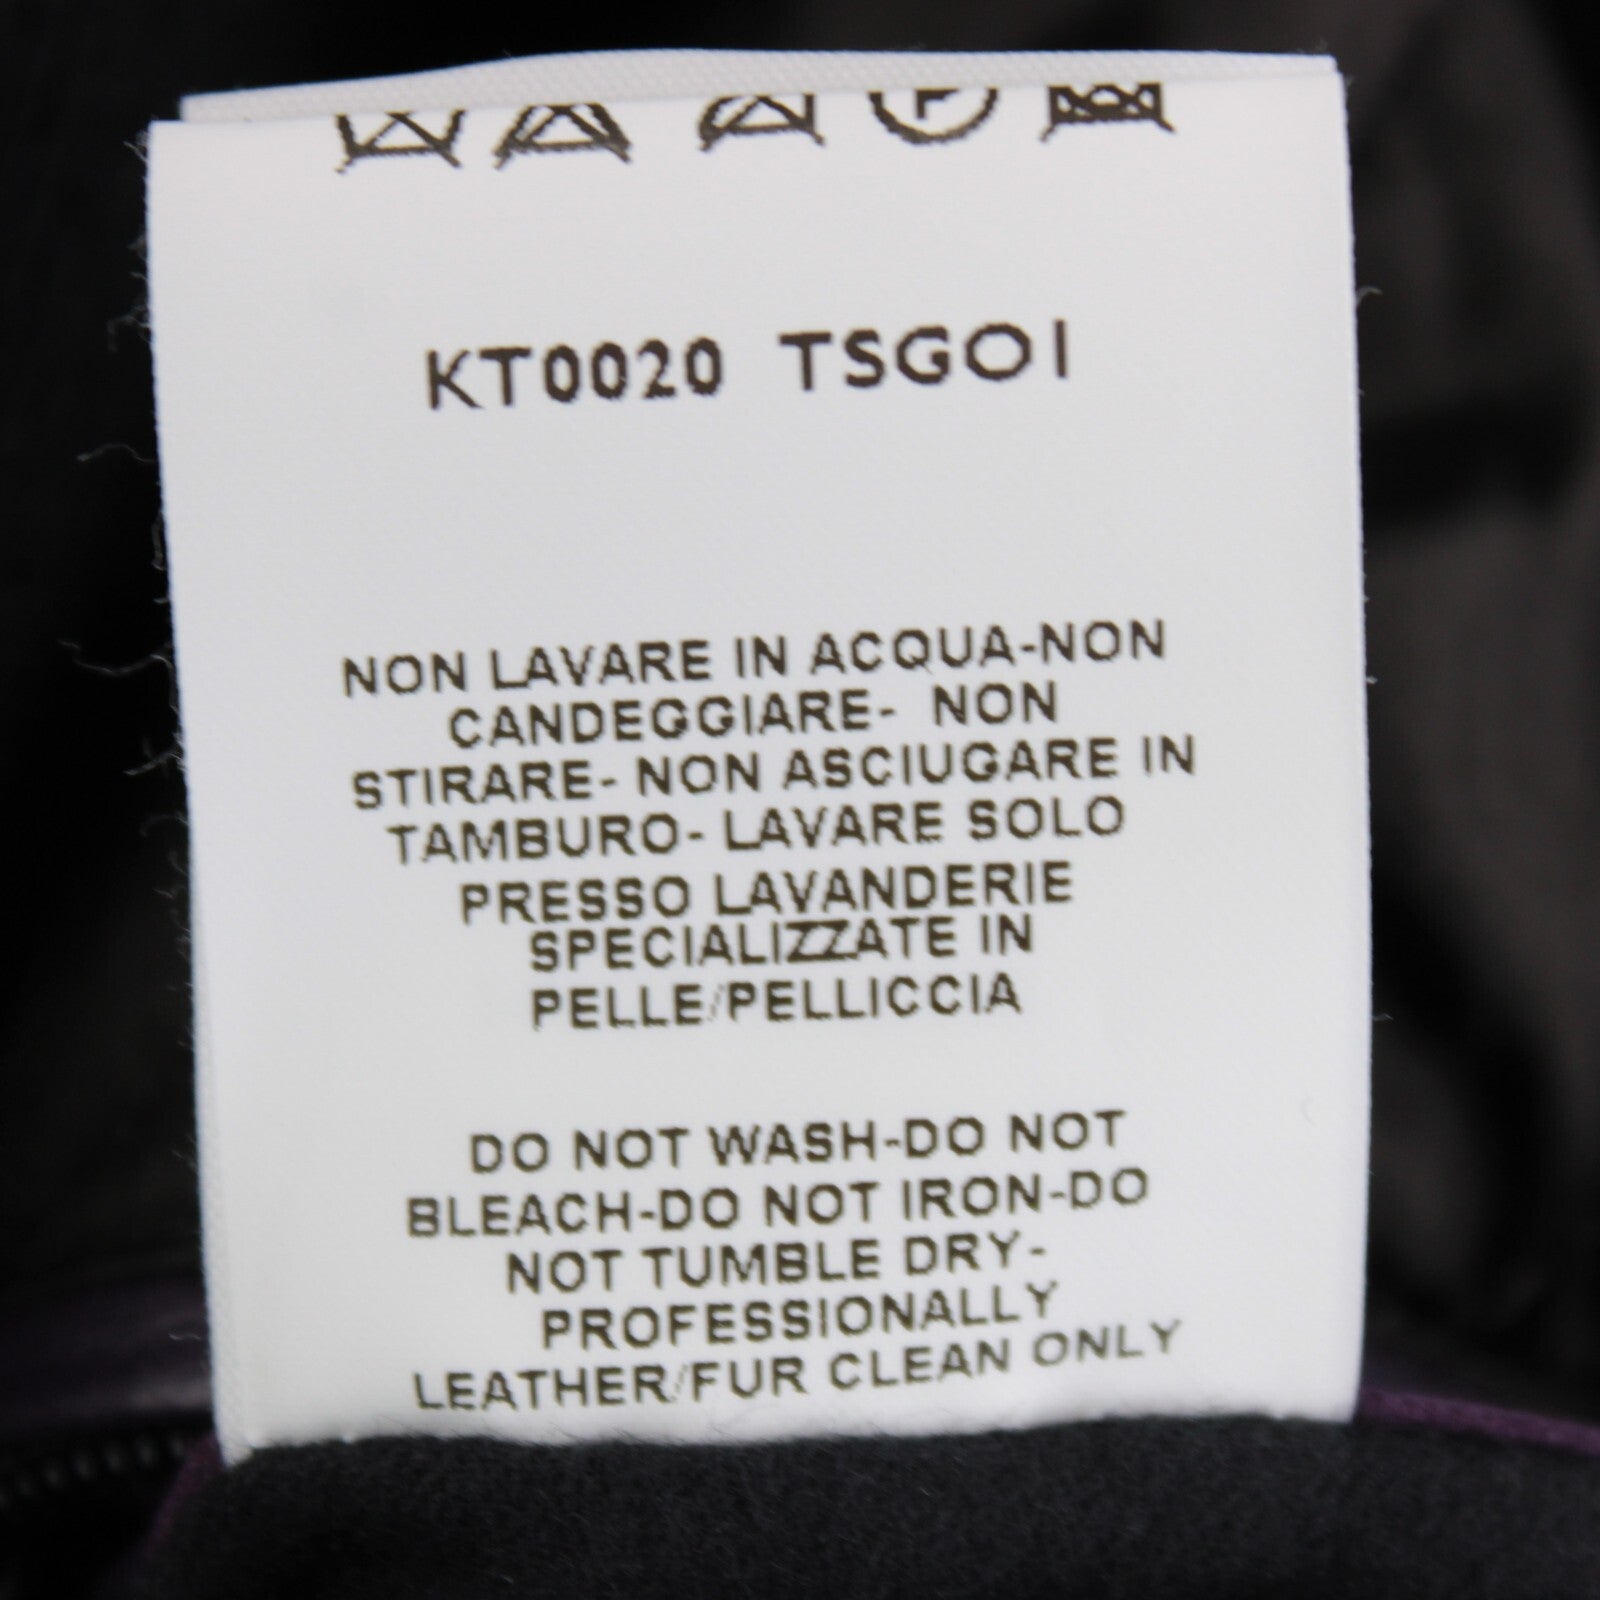 KT0020 TSGO1
NON LAVARE IN ACQUA-NON
CANDEGGIARE- NON
STIRARE- NON ASCIUGARE IN
TAMBURO- LAVARE SOLO
PRESSO LAVANDERIE
SPECIALIZZATE IN
PELLE/PELLICCIA
DO NOT WASH-DO NOT
BLEACH-DO NOT IRON-DO
NOT TUMBLE DRY-
PROFESSIONALLY
LEATHER/FUR CLEAN ONLY